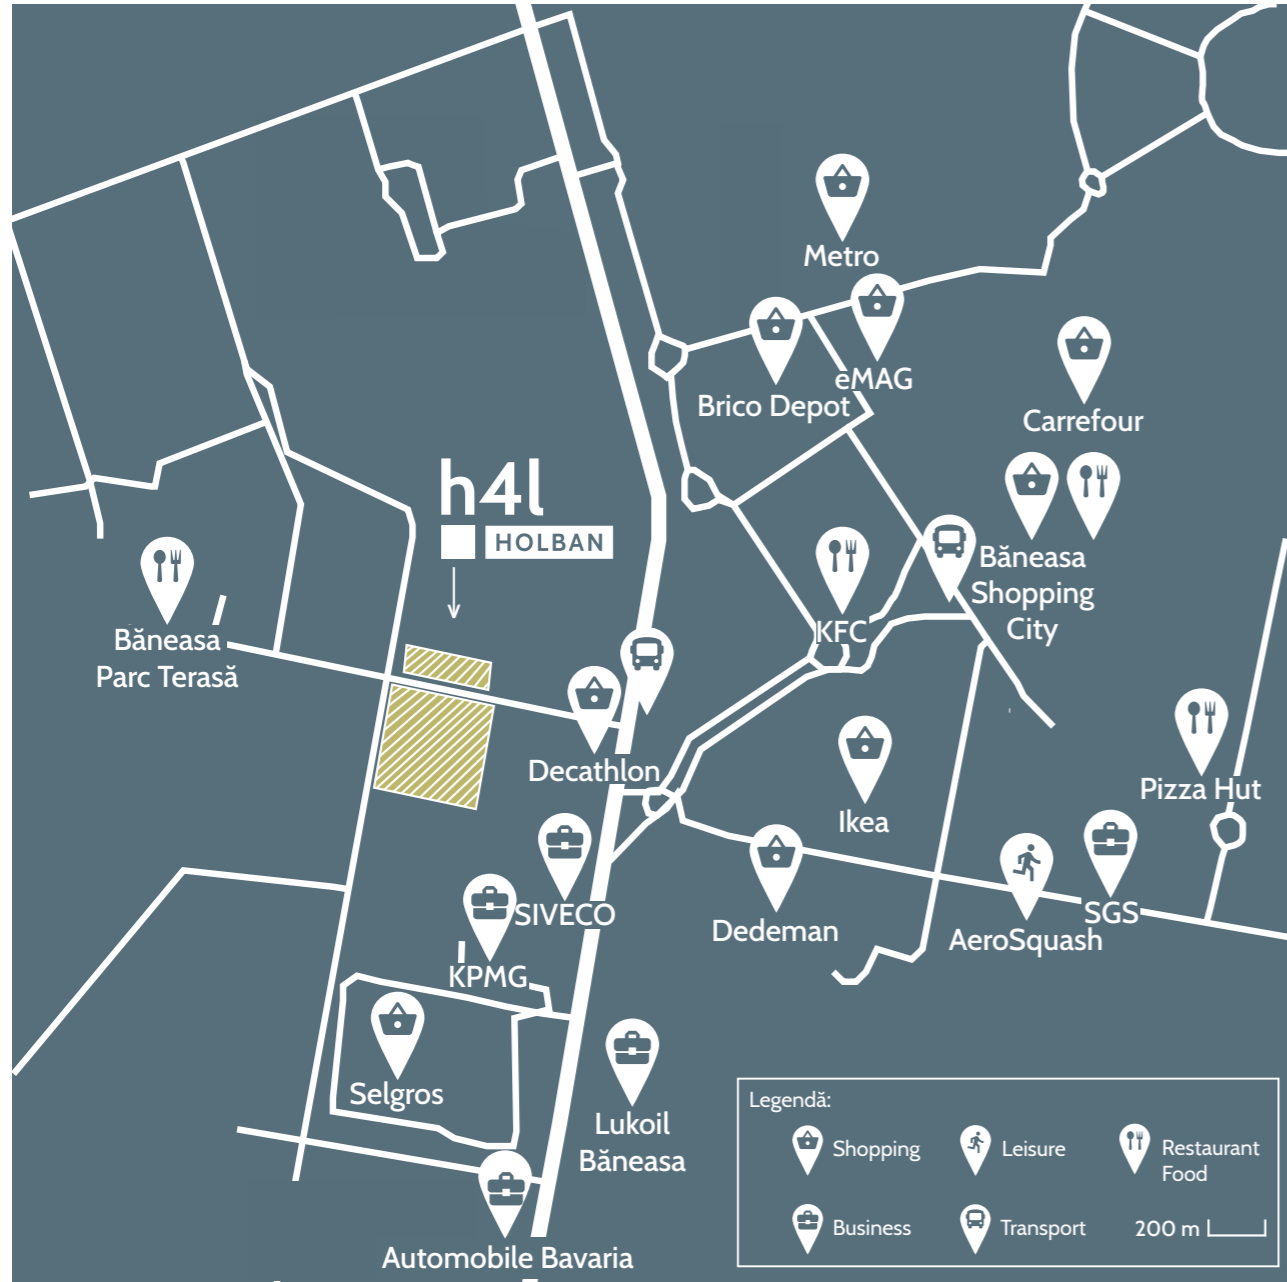 Metro
eMAG
Brico Depot
Carrefour
h4l
HOLBAN
Băneasa
Shopping
City
KFC
Băneasa
Parc Terasă
Decathlon
Pizza Hut
Ikea
SIVECO
Dedeman
SGS
AeroSquash
KPMG
Selgros
Lukoil
Băneasa
Automobile Bavaria
Legendă:
Shopping
Leisure
Restaurant
Food
Business
Transport
200 m